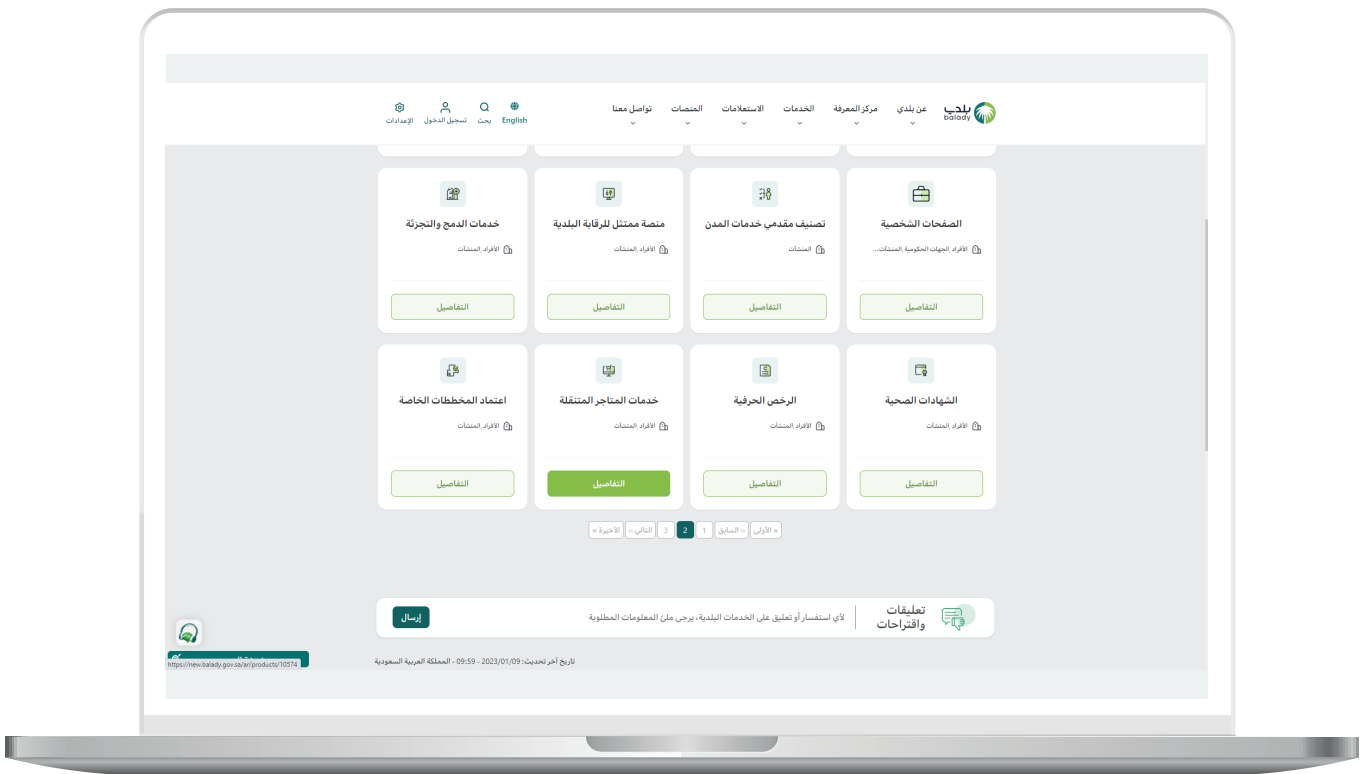 بلدي
balady
عن بلدي
مركز المعرفة
الخدمات
الاستعلامات
المنصات
تواصل معنا
English
بحث
تسجيل الدخول
الإعدادات
الصفحات الشخصية
الأفراد ,الجهات الحكومية ,المنشآت...
التفاصيل
تصنيف مقدمي خدمات المدن
المنشآت
التفاصيل
منصة ممتثل للرقابة البلدية
الأفراد ,المنشآت
التفاصيل
خدمات الدمج والتجزئة
الأفراد ,المنشآت
التفاصيل
الشهادات الصحية
الأفراد ,المنشآت
التفاصيل
الرخص الحرفية
الأفراد ,المنشآت
التفاصيل
خدمات المتاجر المتنقلة
الأفراد ,المنشآت
التفاصيل
اعتماد المخططات الخاصة
الأفراد ,المنشآت
التفاصيل
« الأولى
‹‹ السابق
1
2
3
التالي ››
الأخيرة »
تعليقات
واقتراحات
لأي استفسار أو تعليق على الخدمات البلدية، يرجى ملئ المعلومات المطلوبة
إرسال
تاريخ آخر تحديث: 2023/01/09 - 09:59 - المملكة العربية السعودية
https://new.balady.gov.sa/ar/products/10574